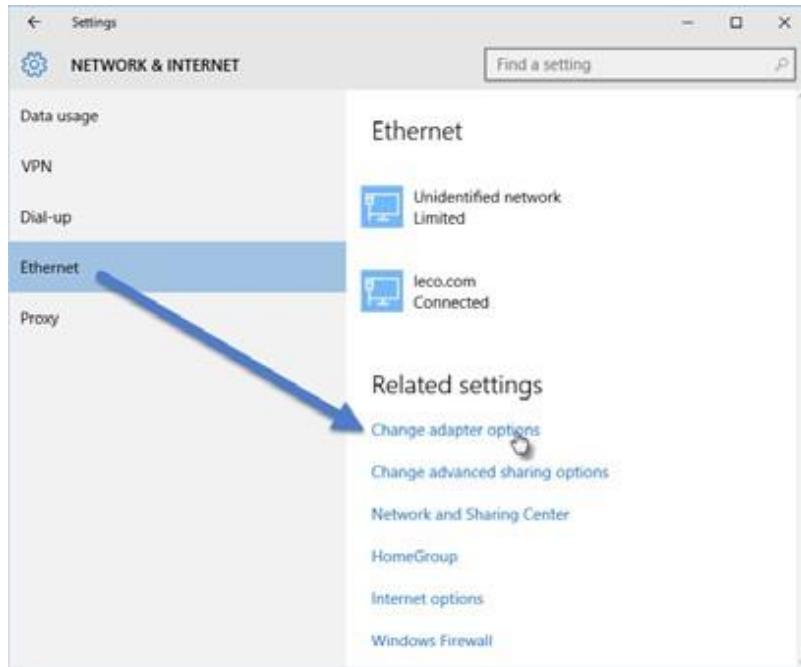 Settings
NETWORK & INTERNET
Find a setting
Data usage
VPN
Dial-up
Ethernet
Proxy
Ethernet
Unidentified network
Limited
leco.com
Connected
Related settings
Change adapter options
Change advanced sharing options
Network and Sharing Center
HomeGroup
Internet options
Windows Firewall